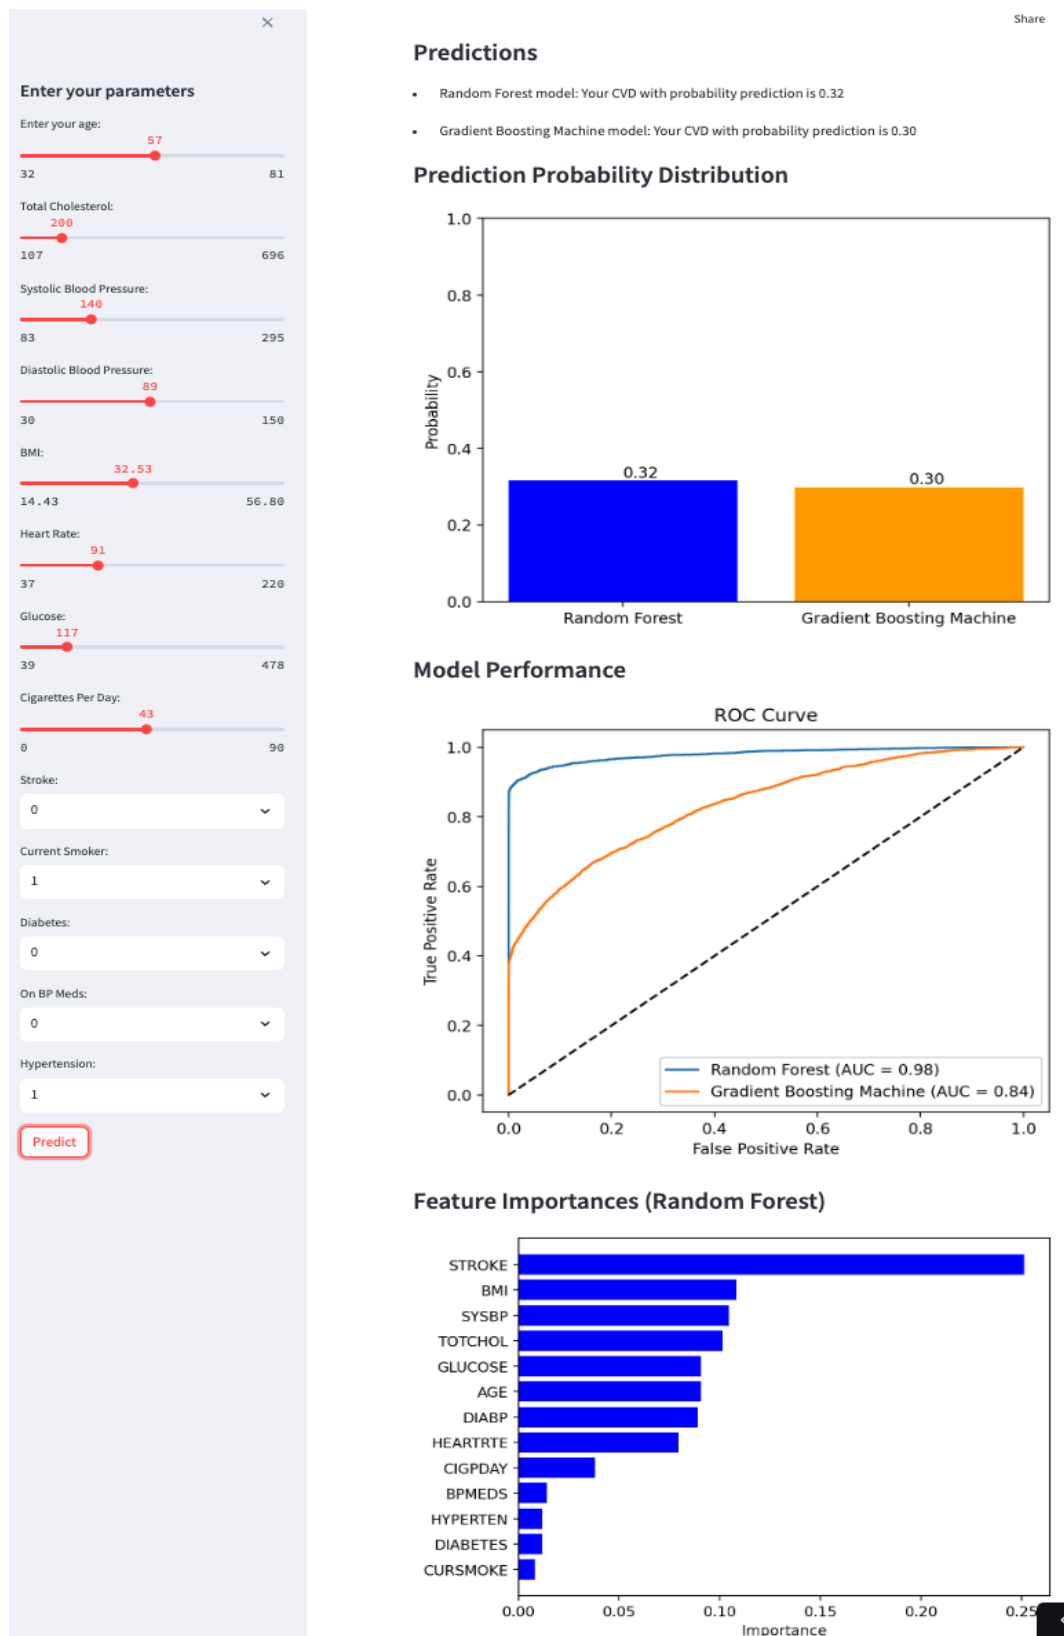 Share
Enter your parameters
Enter your age:
57
32 81
Total Cholesterol:
200
107 696
Systolic Blood Pressure:
140
83 295
Diastolic Blood Pressure:
89
30 150
BMI:
32.53
14.43 56.80
Heart Rate:
91
37 220
Glucose:
117
39 478
Cigarettes Per Day:
43
0 90
Stroke:
0
Current Smoker:
1
Diabetes:
0
On BP Meds:
0
Hypertension:
1
Predict
Predictions
• Random Forest model: Your CVD with probability prediction is 0.32
• Gradient Boosting Machine model: Your CVD with probability prediction is 0.30
Prediction Probability Distribution
1.0
0.8
0.6
0.4
0.2
0.0
Probability
0.32
0.30
Random Forest
Gradient Boosting Machine
Model Performance
ROC Curve
1.0
0.8
0.6
0.4
0.2
0.0
True Positive Rate
Random Forest (AUC = 0.98)
Gradient Boosting Machine (AUC = 0.84)
0.0 0.2 0.4 0.6 0.8 1.0
False Positive Rate
Feature Importances (Random Forest)
STROKE
BMI
SYSBP
TOTCHOL
GLUCOSE
AGE
DIABP
HEARTRTE
CIGPDAY
BPMEDS
HYPERTEN
DIABETES
CURSMOKE
0.00 0.05 0.10 0.15 0.20 0.25
Importance